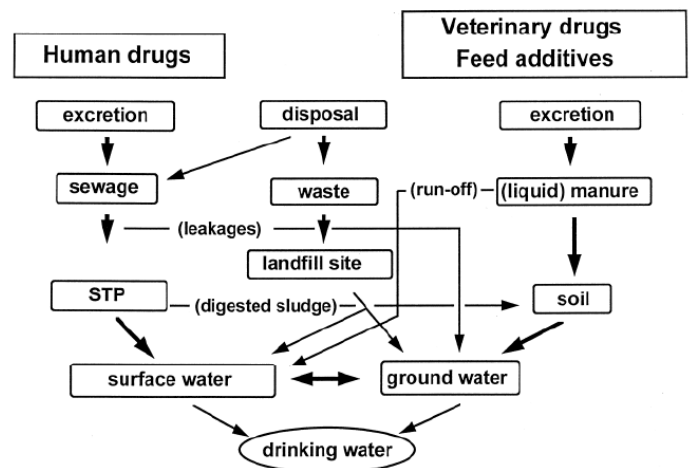 Human drugs
Veterinary drugs
Feed additives
excretion
disposal
excretion
sewage
waste
(run-off)
(liquid) manure
(leakages)
landfill site
STP
(digested sludge)
soil
surface water
ground water
drinking water